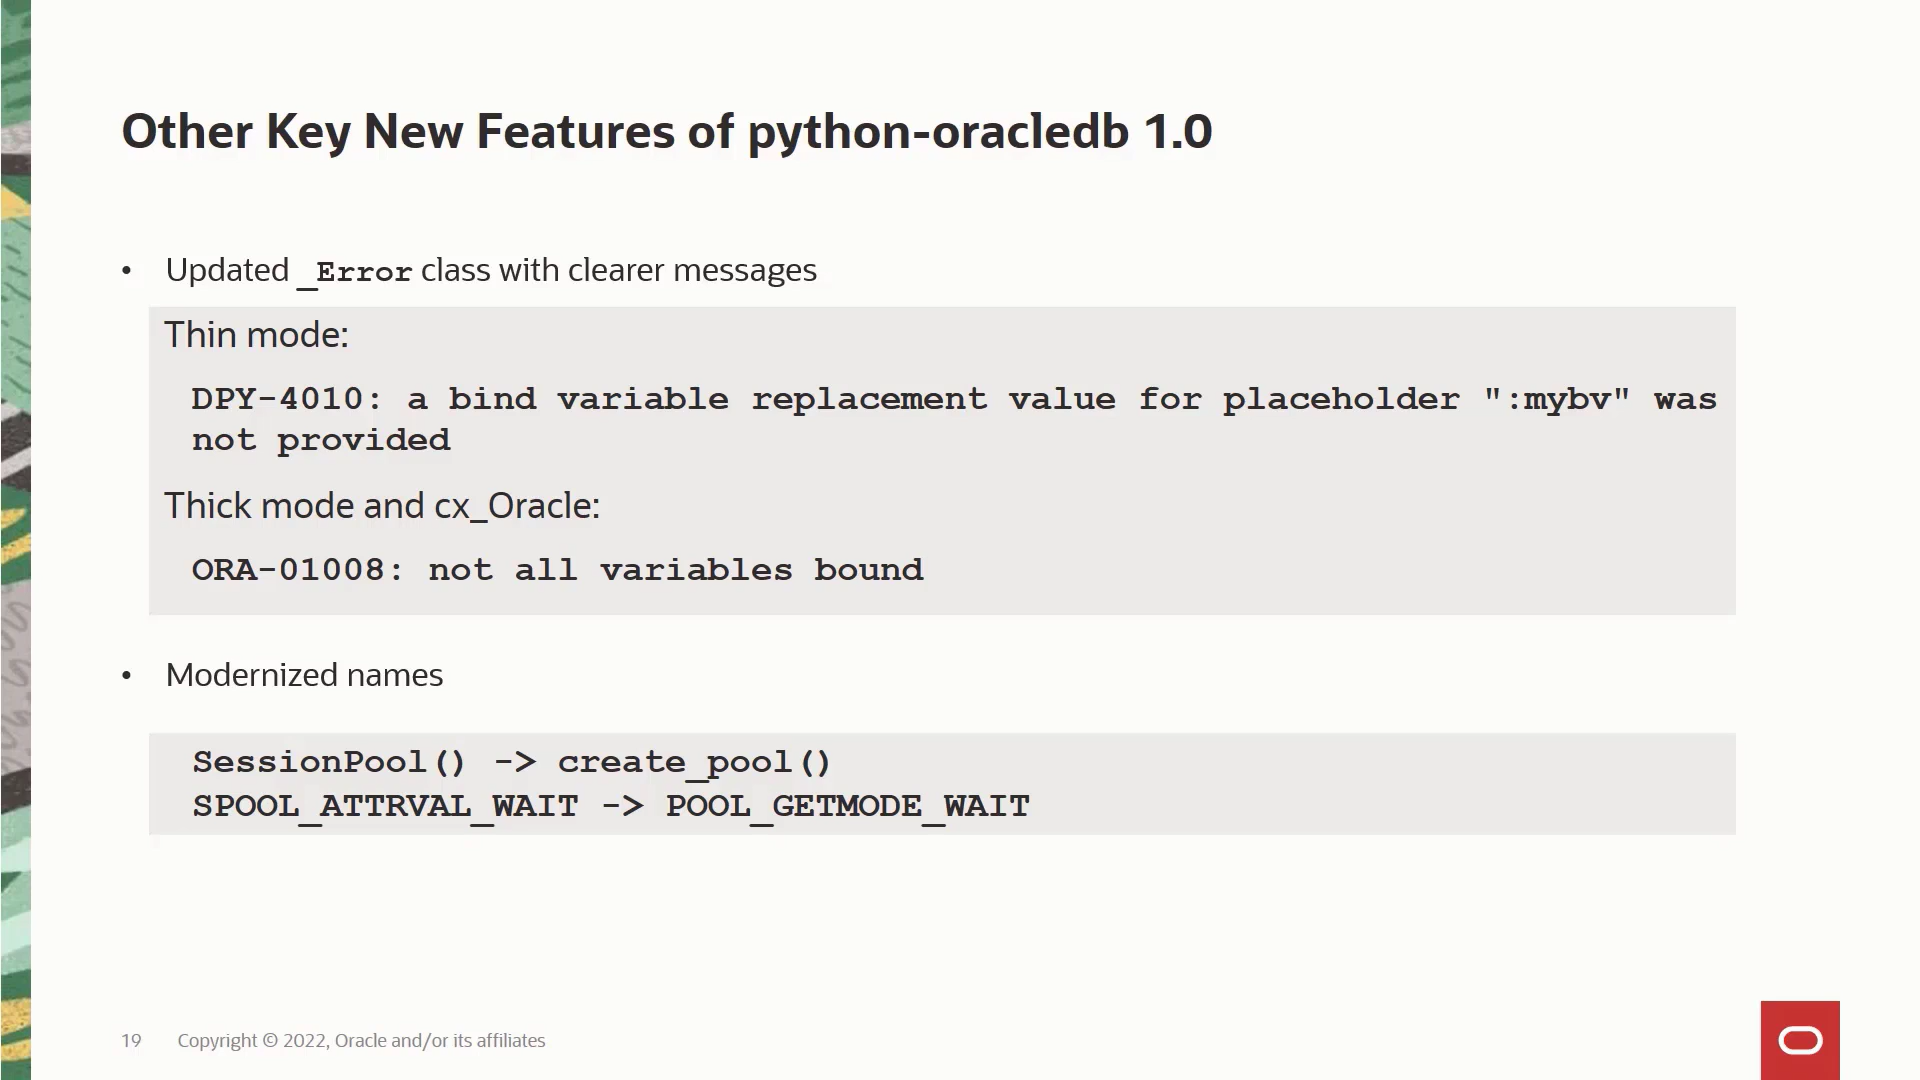 Other Key New Features of python-oracledb 1.0
• Updated _Error class with clearer messages
Thin mode:
DPY-4010: a bind variable replacement value for placeholder ":mybv" was
not provided
Thick mode and cx_Oracle:
ORA-01008: not all variables bound
• Modernized names
SessionPool() -> create_pool()
SPOOL_ATTRVAL_WAIT -> POOL_GETMODE_WAIT
19 Copyright © 2022, Oracle and/or its affiliates